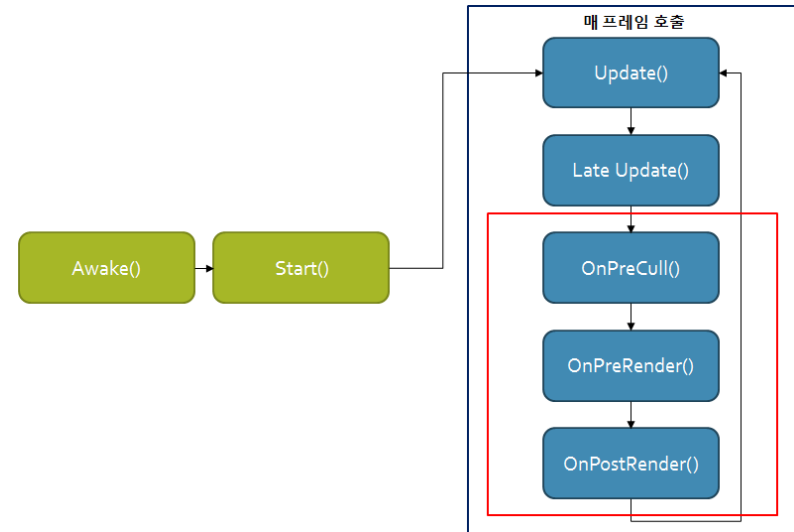 매 프레임 호출
Update()
Late Update()
Awake()
Start()
OnPreCull()
OnPreRender()
OnPostRender()